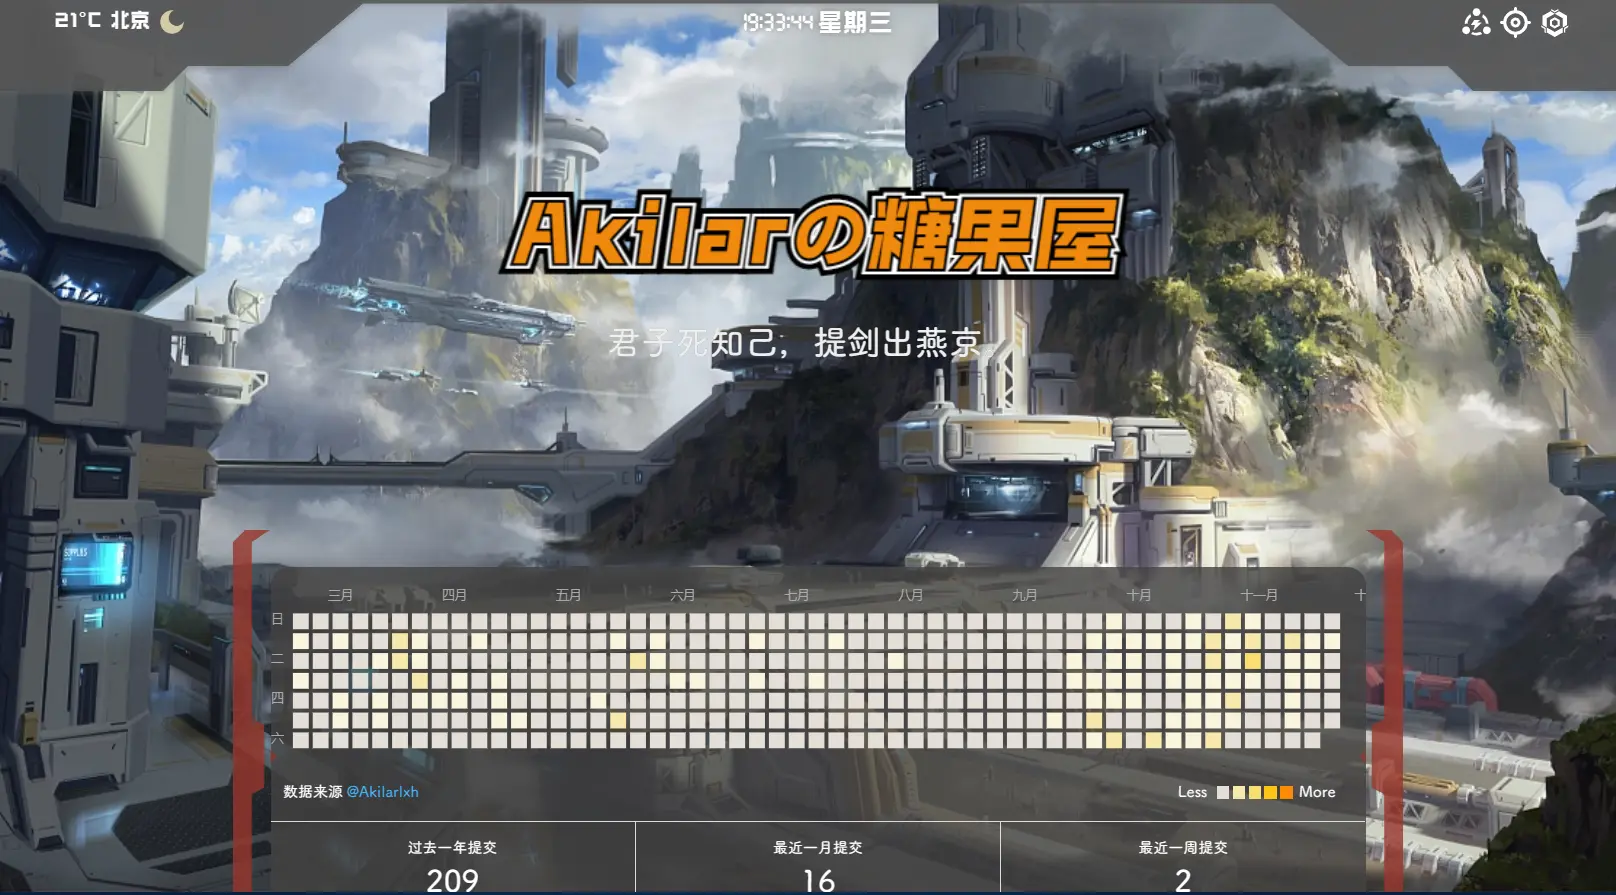 21°C 北京
19:33:44 星期三
Akilarの糖果屋
君子死知己，提剑出燕京
SUPPLIES
三月 四月 五月 六月 七月 八月 九月 十月 十一月 十
日
二
四
六
数据来源 @Akilarlxh
Less More
过去一年提交 最近一月提交 最近一周提交
209 16 2